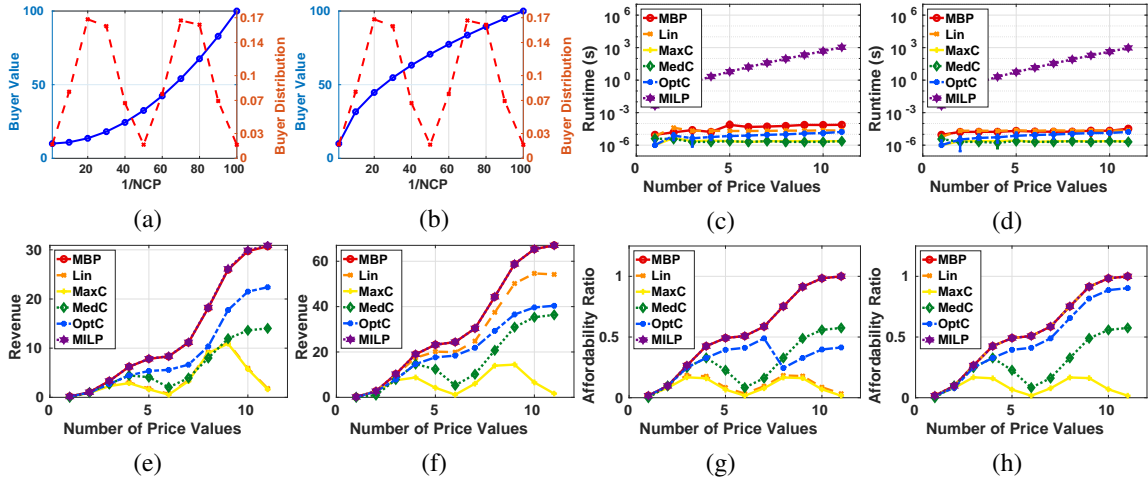 100
50
0
Buyer Value
0.17
0.14
0.1
0.07
0.03
0
Buyer Distribution
20 40 60 80 100
1/NCP
(a)
100
50
0
Buyer Value
0.17
0.14
0.1
0.07
0.03
0
Buyer Distribution
0 20 40 60 80 100
1/NCP
(b)
Runtime (s)
10^6
10^3
10^0
10^-3
10^-6
MBP
Lin
MaxC
MedC
OptC
MILP
0 5 10
Number of Price Values
(c)
Runtime (s)
10^6
10^3
10^0
10^-3
10^-6
MBP
Lin
MaxC
MedC
OptC
MILP
0 5 10
Number of Price Values
(d)
Revenue
30
20
10
0
MBP
Lin
MaxC
MedC
OptC
MILP
0 5 10
Number of Price Values
(e)
Revenue
60
40
20
0
MBP
Lin
MaxC
MedC
OptC
MILP
0 5 10
Number of Price Values
(f)
Affordability Ratio
1
0.5
0
MBP
Lin
MaxC
MedC
OptC
MILP
0 5 10
Number of Price Values
(g)
Affordability Ratio
1
0.5
0
MBP
Lin
MaxC
MedC
OptC
MILP
0 5 10
Number of Price Values
(h)